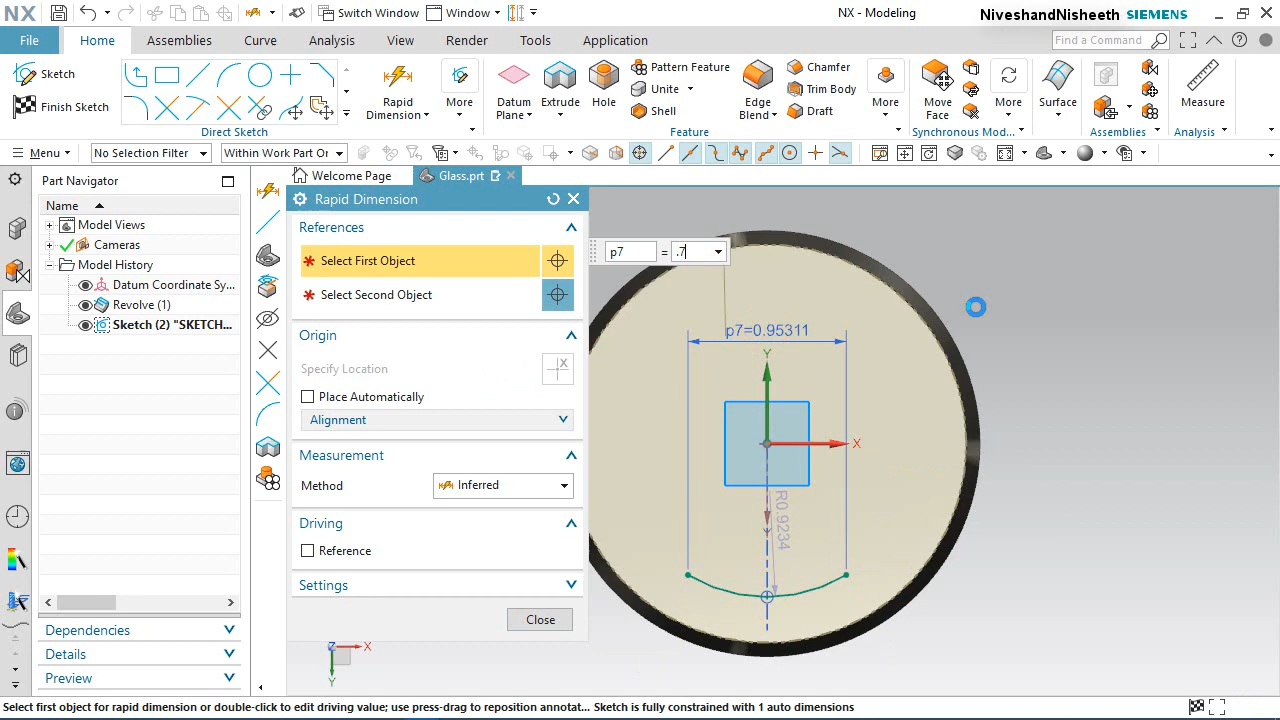 NX
Switch Window
Window
NX - Modeling
NiveshandNisheeth SIEMENS
File
Home
Assemblies
Curve
Analysis
View
Render
Tools
Application
Find a Command
Sketch
Finish Sketch
Direct Sketch
Rapid
Dimension
More
Datum
Plane
Extrude
Hole
Pattern Feature
Unite
Shell
Edge
Blend
Chamfer
Trim Body
Draft
More
Feature
Move
Face
More
Synchronous Mod...
Surface
Assemblies
Measure
Analysis
Menu
No Selection Filter
Within Work Part Or
Part Navigator
Name
Model Views
Cameras
Model History
Datum Coordinate Sy...
Revolve (1)
Sketch (2) "SKETCH...
Dependencies
Details
Preview
Welcome Page
Glass.prt
Rapid Dimension
References
* Select First Object
* Select Second Object
Origin
Specify Location
Place Automatically
Alignment
Measurement
Method
Inferred
Driving
Reference
Settings
Close
p7 = .7
p7=0.95311
Y
X
R0.9234
Z X
Y
Select first object for rapid dimension or double-click to edit driving value; use press-drag to reposition annotat... Sketch is fully constrained with 1 auto dimensions